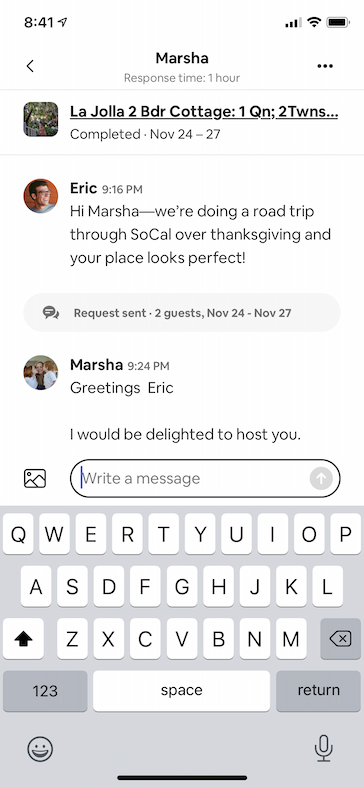 8:41
Marsha
Response time: 1 hour
La Jolla 2 Bdr Cottage: 1 Qn; 2Twns...
Completed · Nov 24 – 27
Eric 9:16 PM
Hi Marsha—we're doing a road trip
through SoCal over thanksgiving and
your place looks perfect!
Request sent · 2 guests, Nov 24 - Nov 27
Marsha 9:24 PM
Greetings  Eric
I would be delighted to host you.
Write a message
Q W E R T Y U I O P
A S D F G H J K L
Z X C V B N M
123 space return